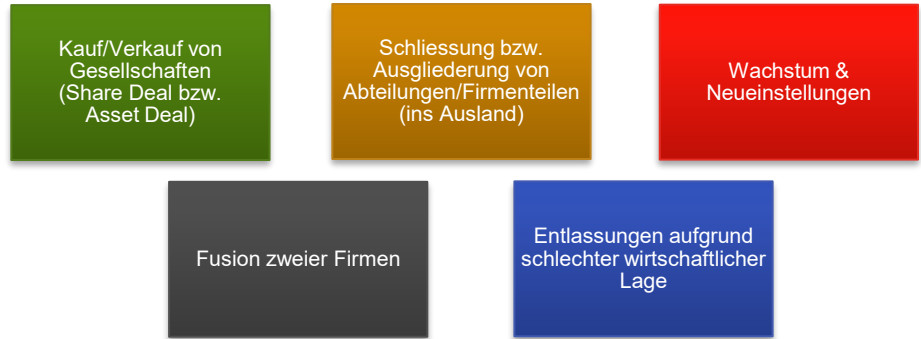 Kauf/Verkauf von
Gesellschaften
(Share Deal bzw.
Asset Deal)
Schliessung bzw.
Ausgliederung von
Abteilungen/Firmenteilen
(ins Ausland)
Wachstum &
Neueinstellungen
Fusion zweier Firmen
Entlassungen aufgrund
schlechter wirtschaftlicher
Lage